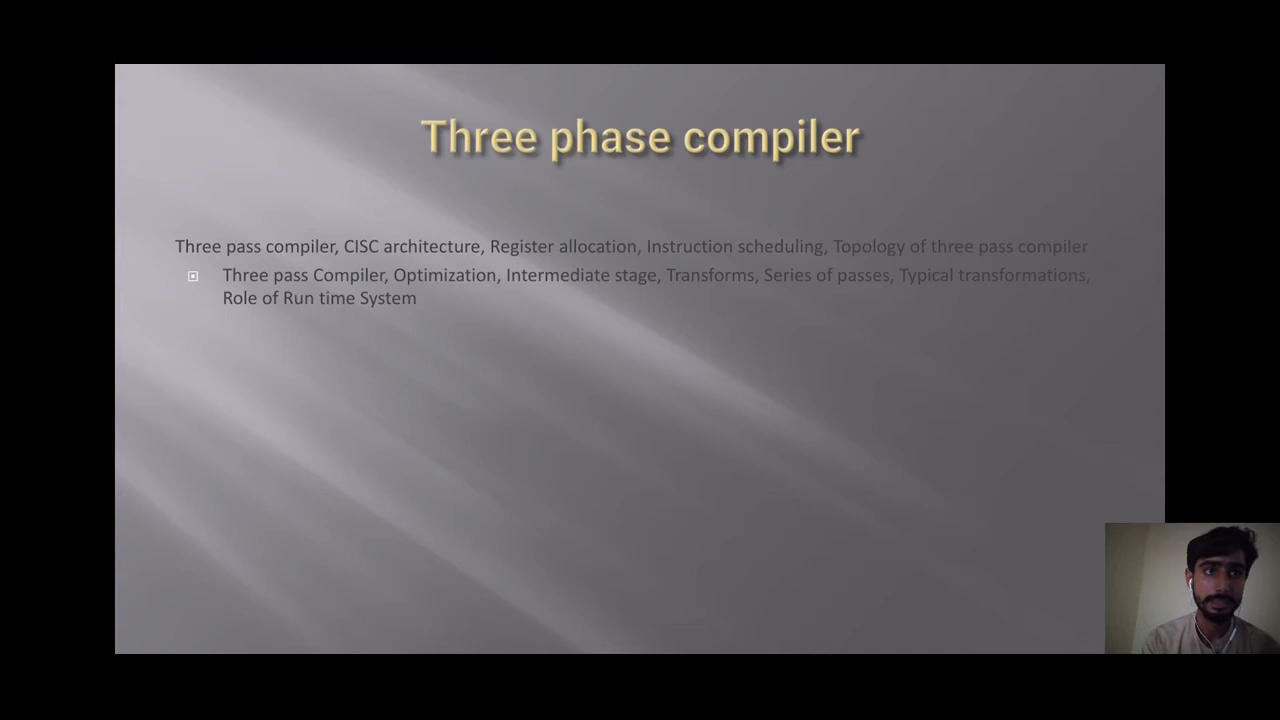 Three phase compiler
Three pass compiler, CISC architecture, Register allocation, Instruction scheduling, Topology of three pass compiler
Three pass Compiler, Optimization, Intermediate stage, Transforms, Series of passes, Typical transformations,
Role of Run time System